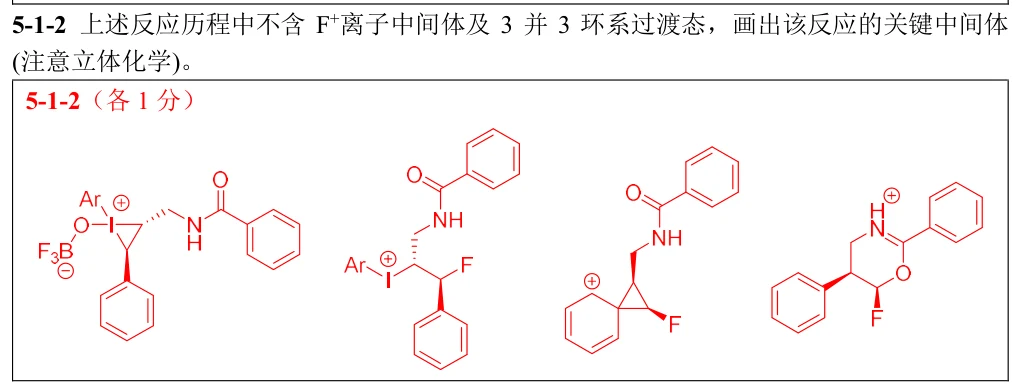 5-1-2 上述反应历程中不含 F⁺离子中间体及 3 并 3 环系过渡态，画出该反应的关键中间体
(注意立体化学)。
5-1-2（各 1 分）
Ar
I
⊕
O
F₃B
⊖
O
N
H
O
NH
Ar
I
⊕
F
O
NH
⊕
F
H
N
⊕
O
F